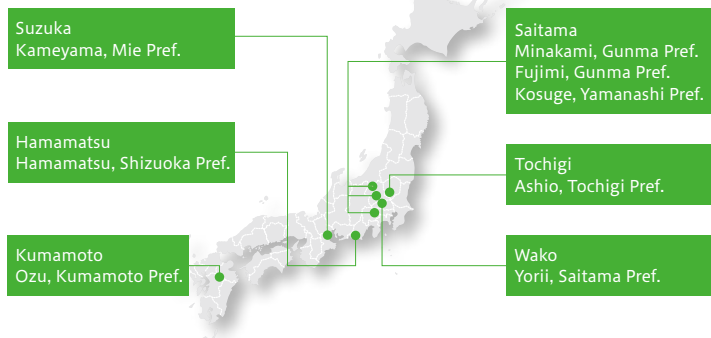 Suzuka
Kameyama, Mie Pref.
Hamamatsu
Hamamatsu, Shizuoka Pref.
Kumamoto
Ozu, Kumamoto Pref.
Saitama
Minakami, Gunma Pref.
Fujimi, Gunma Pref.
Kosuge, Yamanashi Pref.
Tochigi
Ashio, Tochigi Pref.
Wako
Yorii, Saitama Pref.